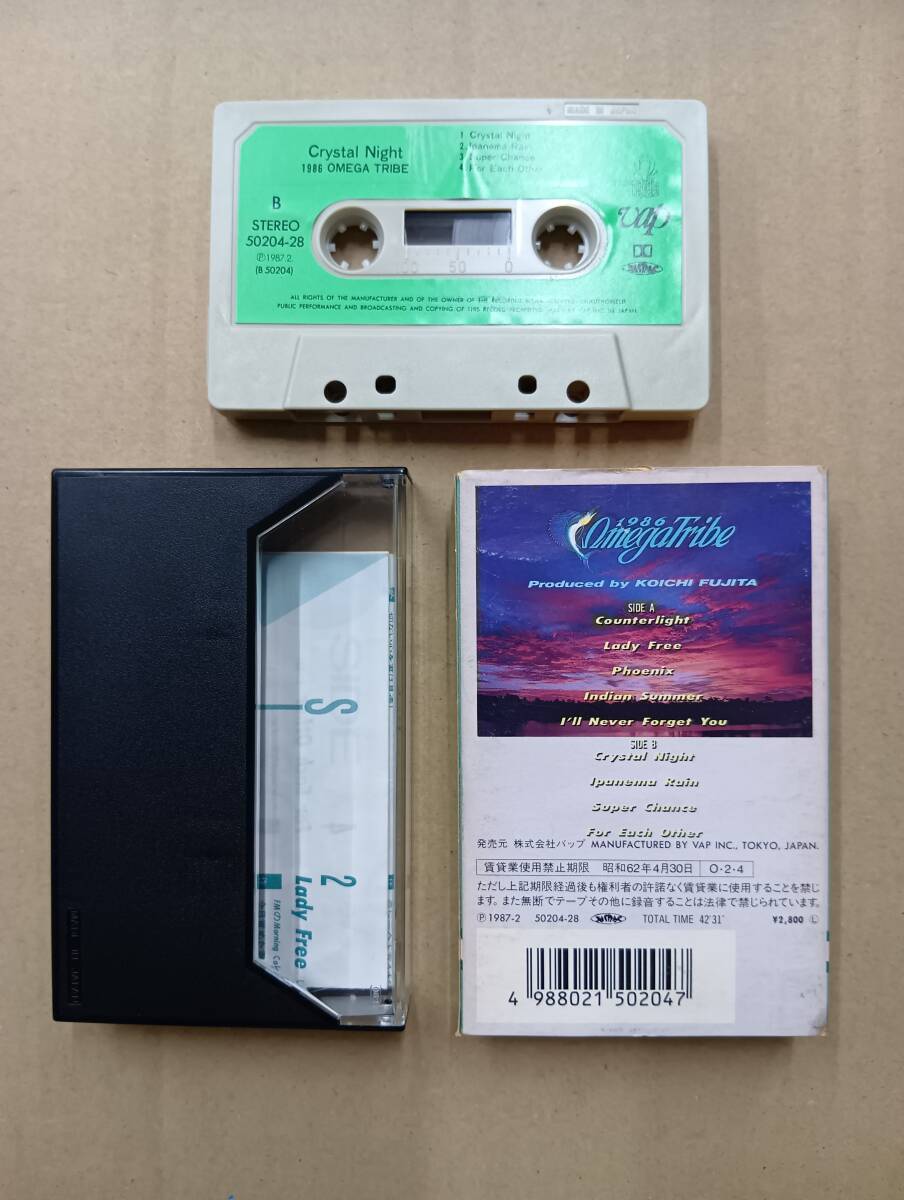 MADE IN JAPAN
Crystal Night
1986 OMEGA TRIBE
1 Crystal Night
2. Ipanema Rain
3. Super Chance
4. For Each Other
B
STEREO
50204-28
Ⓟ1987.2.
(B 50204)
vap
100 50 0
ALL RIGHTS OF THE MANUFACTURER AND OF THE OWNER OF THE RECORDED WORK RESERVED. UNAUTHORIZED
PUBLIC PERFORMANCE AND BROADCASTING AND COPYING OF THIS RECORD PROHIBITED. MADE BY VAP INC. IN JAPAN.
SI
2
Lady Free
MADE IN JAPAN
1986
OmegaTribe
Produced by KOICHI FUJITA
SIDE A
Counterlight
Lady Free
Phoenix
Indian Summer
I'll Never Forget You
SIDE B
Crystal Night
Ipanema Rain
Super Chance
For Each Other
発売元 株式会社バップ MANUFACTURED BY VAP INC., TOKYO, JAPAN.
賃貸業使用禁止期限 昭和62年4月30日 O・2・4
ただし上記期限経過後も権利者の許諾なく賃貸業に使用することを禁じ
ます。また無断でテープその他に録音することは法律で禁じられています。
Ⓟ1987-2 50204-28 TOTAL TIME 42'31" ¥2,800 Ⓛ
4 988021 502047